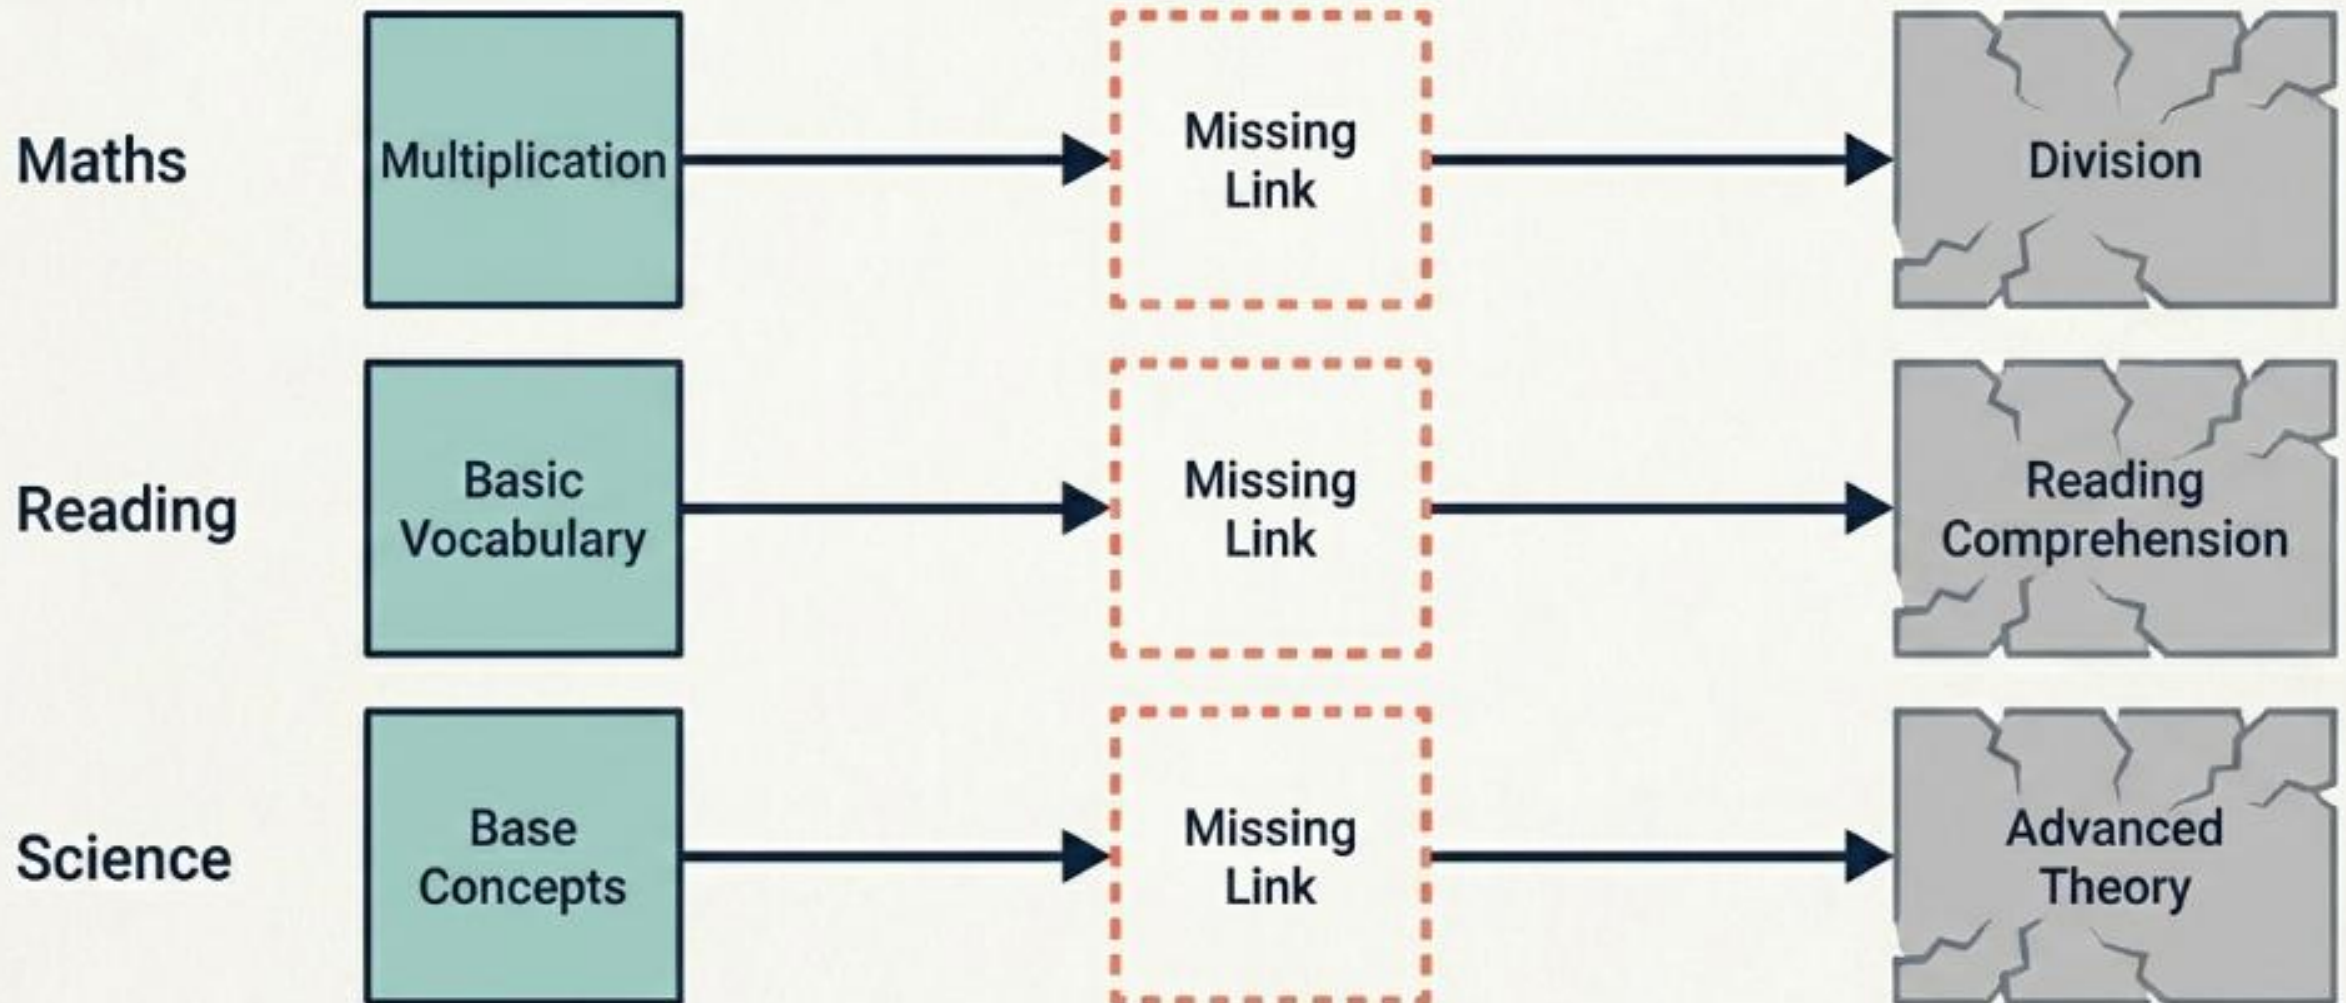 Maths
Multiplication
Missing
Link
Division
Reading
Basic
Vocabulary
Missing
Link
Reading
Comprehension
Science
Base
Concepts
Missing
Link
Advanced
Theory